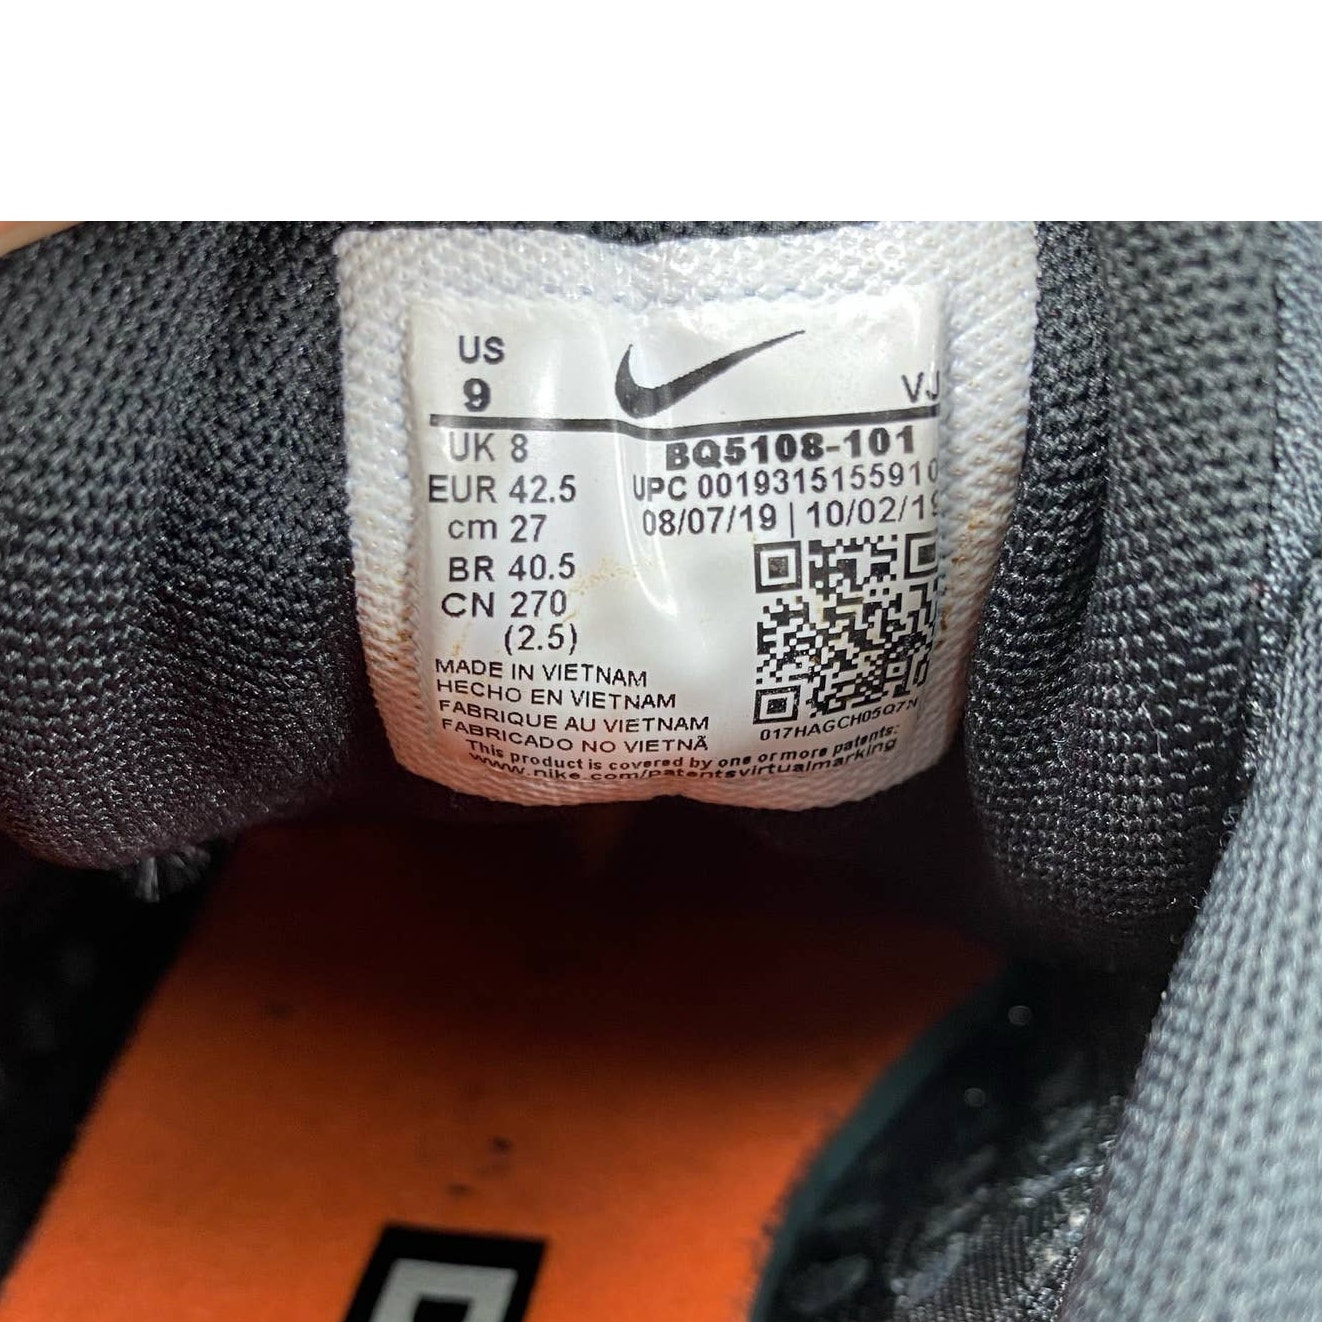 US
9
VJ
UK 8
BQ5108-101
EUR 42.5
UPC 0019315155910
cm 27
08/07/19 | 10/02/19
BR 40.5
CN 270
(2.5)
MADE IN VIETNAM
HECHO EN VIETNAM
FABRIQUE AU VIETNAM
FABRICADO NO VIETNÃ
017HAGCH05Q7N
This product is covered by one or more patents:
www.nike.com/patentsvirtualmarking